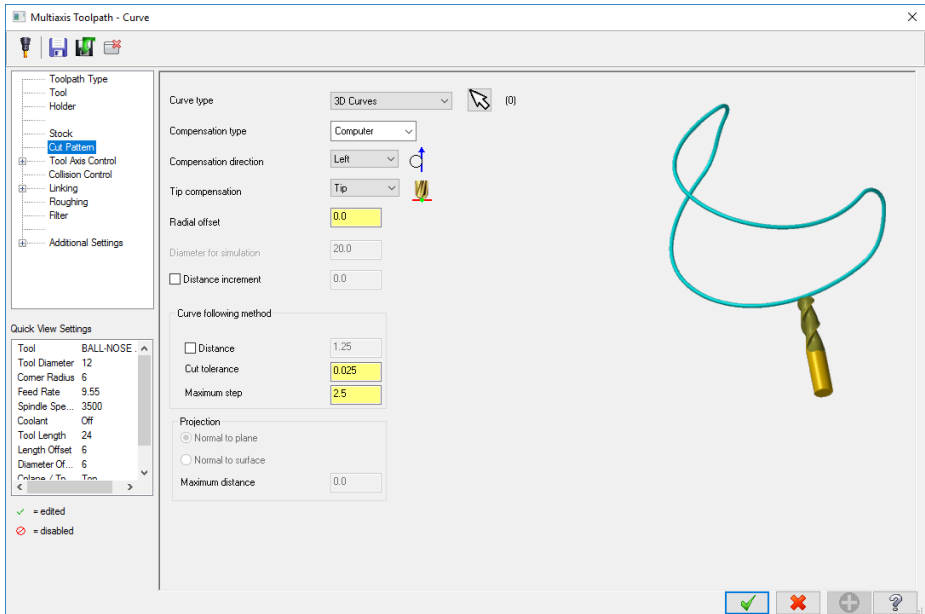 Multiaxis Toolpath - Curve
Toolpath Type
Tool
Holder
Stock
Cut Pattern
Tool Axis Control
Collision Control
Linking
Roughing
Filter
Additional Settings
Quick View Settings
Tool BALL-NOSE .
Tool Diameter 12
Corner Radius 6
Feed Rate 9.55
Spindle Spe... 3500
Coolant Off
Tool Length 24
Length Offset 6
Diameter Of... 6
Cplane / Tp Top
= edited
= disabled
Curve type 3D Curves (0)
Compensation type Computer
Compensation direction Left
Tip compensation Tip
Radial offset 0.0
Diameter for simulation 20.0
Distance increment 0.0
Curve following method
Distance 1.25
Cut tolerance 0.025
Maximum step 2.5
Projection
Normal to plane
Normal to surface
Maximum distance 0.0